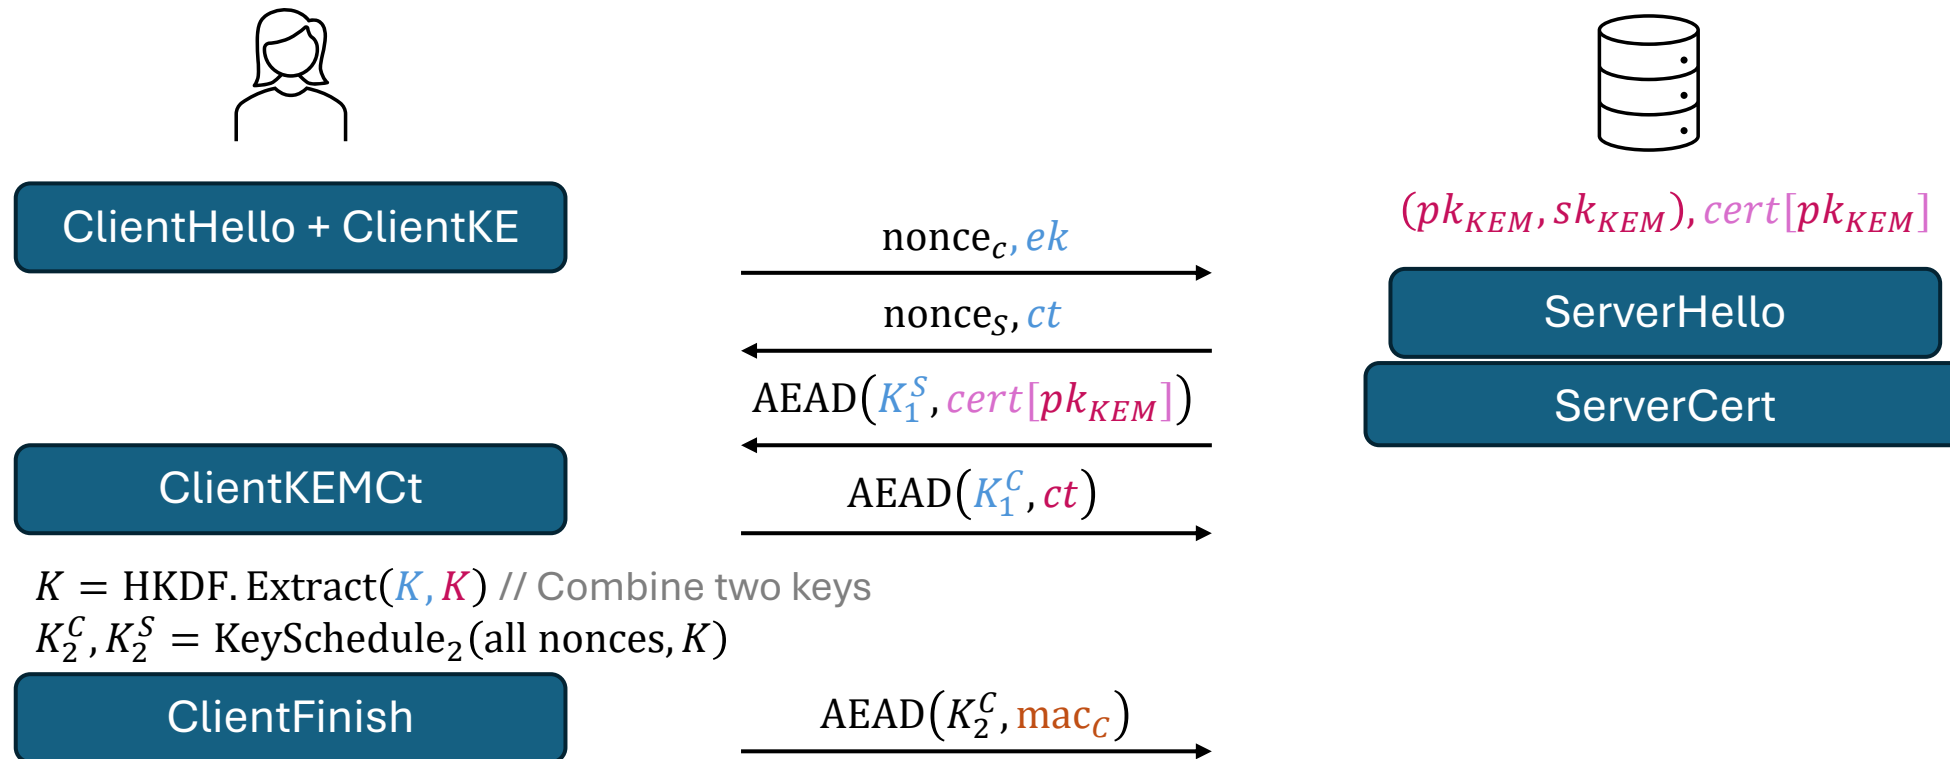 ClientHello + ClientKE
nonce_c, ek
(pk_KEM, sk_KEM), cert[pk_KEM]
ServerHello
nonce_S, ct
AEAD(K_1^S, cert[pk_KEM])
ServerCert
ClientKEMCt
AEAD(K_1^C, ct)
K = HKDF. Extract(K, K) // Combine two keys
K_2^C, K_2^S = KeySchedule_2(all nonces, K)
ClientFinish
AEAD(K_2^C, mac_C)